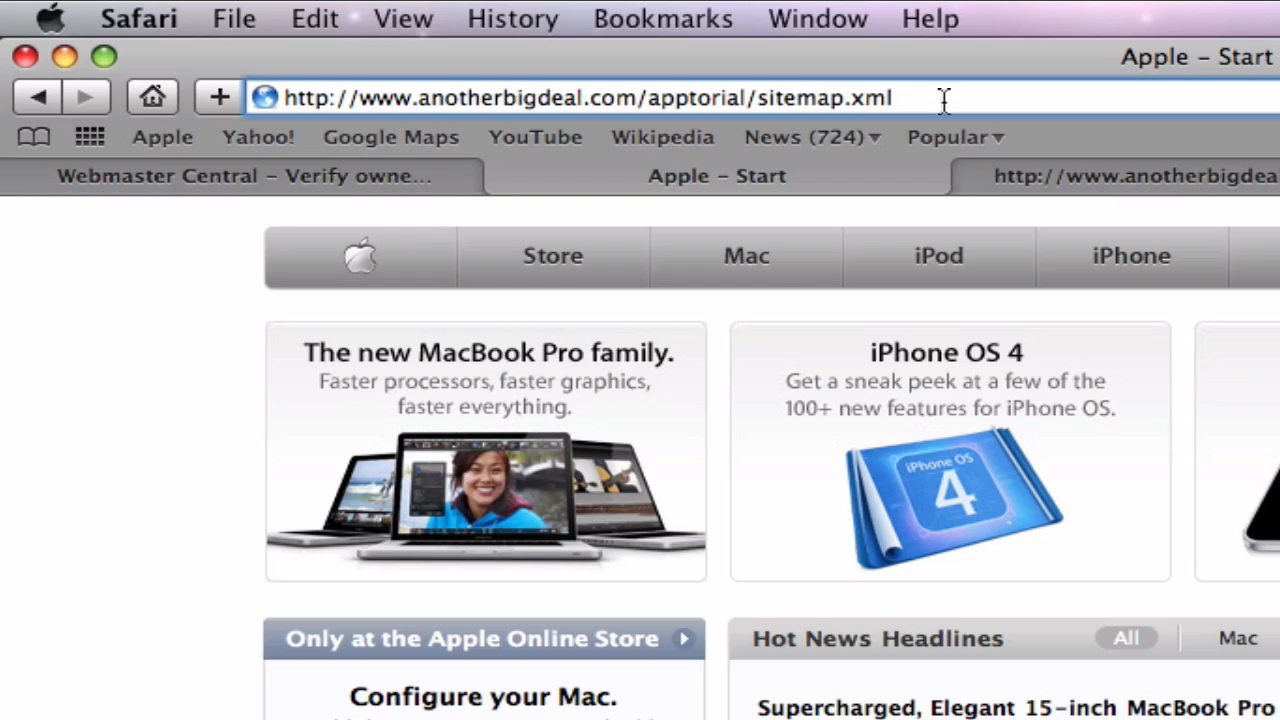 Safari File Edit View History Bookmarks Window Help
Apple – Start
http://www.anotherbigdeal.com/apptorial/sitemap.xml
Apple Yahoo! Google Maps YouTube Wikipedia News (724) Popular
Webmaster Central – Verify owne... Apple – Start http://www.anotherbigdea
Store Mac iPod iPhone
The new MacBook Pro family.
Faster processors, faster graphics,
faster everything.
iPhone OS 4
Get a sneak peek at a few of the
100+ new features for iPhone OS.
iPhone OS
4
Only at the Apple Online Store
Configure your Mac.
Hot News Headlines All Mac
Supercharged, Elegant 15-inch MacBook Pro